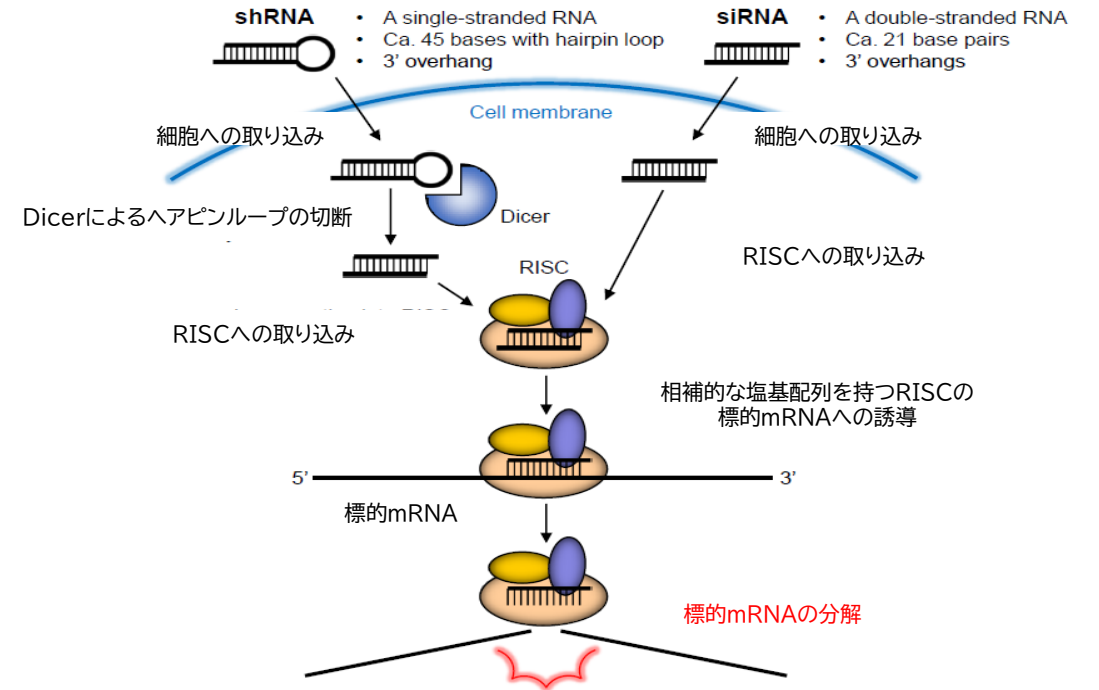 shRNA
• A single-stranded RNA
• Ca. 45 bases with hairpin loop
• 3’ overhang
siRNA
• A double-stranded RNA
• Ca. 21 base pairs
• 3’ overhangs
Cell membrane
細胞への取り込み
細胞への取り込み
Dicerによるヘアピンループの切断
Dicer
RISCへの取り込み
RISC
RISCへの取り込み
相補的な塩基配列を持つRISCの
標的mRNAへの誘導
5’
3’
標的mRNA
標的mRNAの分解